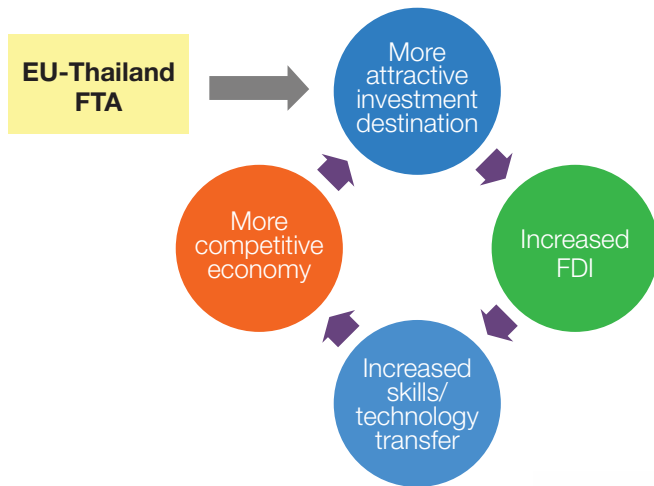 EU-Thailand
FTA
More
attractive
investment
destination
Increased
FDI
Increased
skills/
technology
transfer
More
competitive
economy